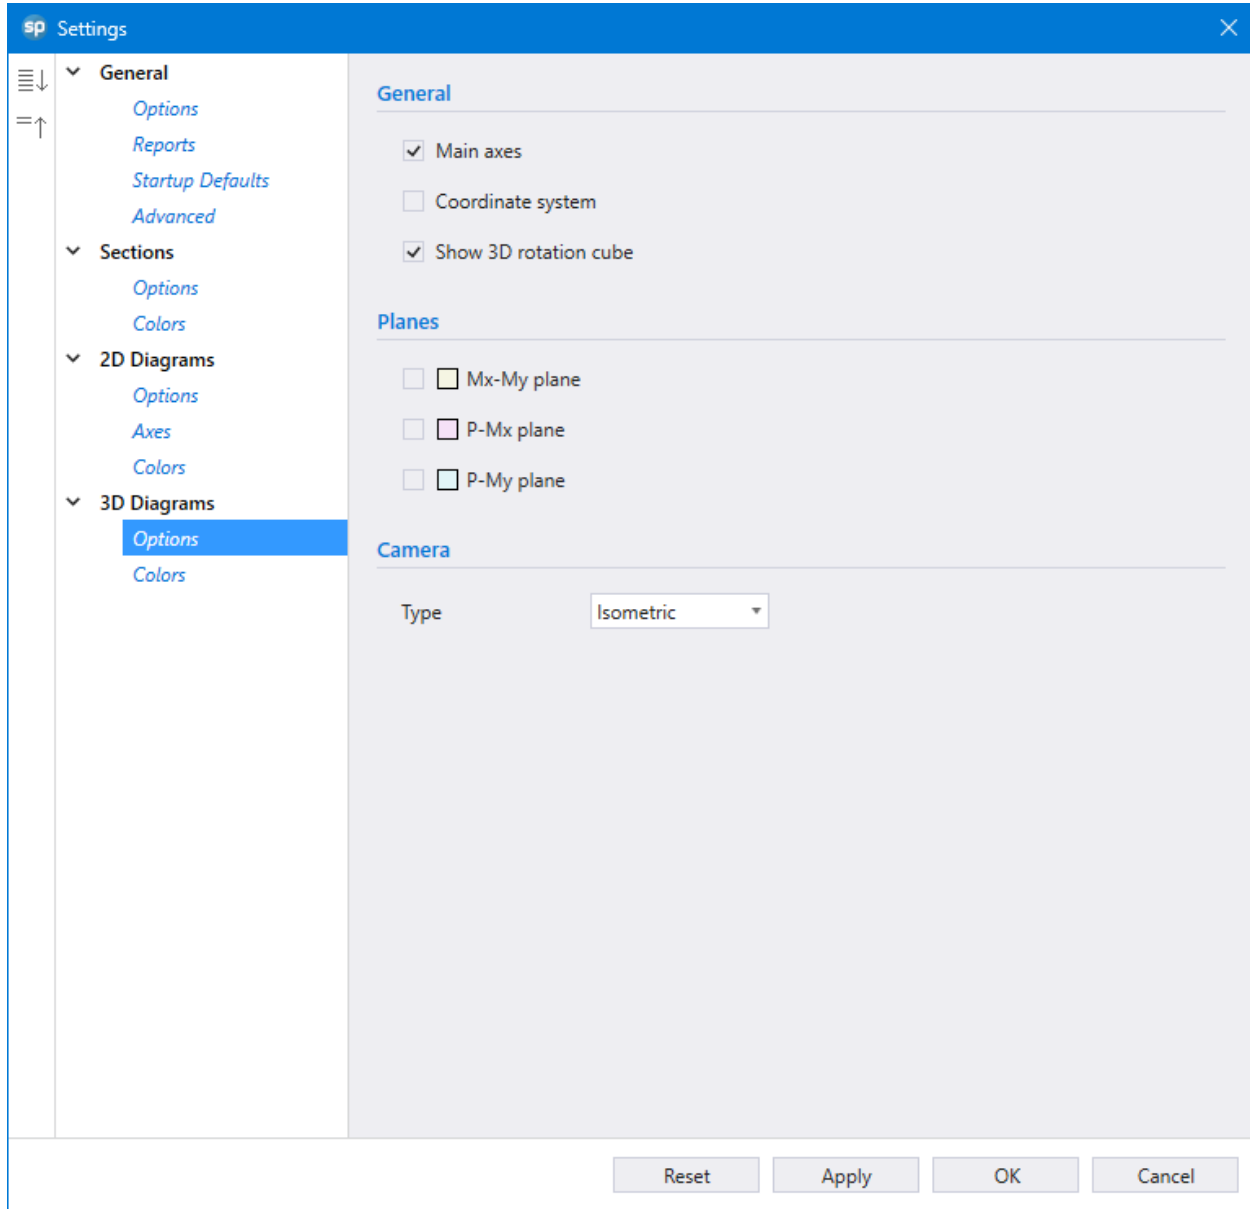 sp Settings
General
Options
Reports
Startup Defaults
Advanced
Sections
Options
Colors
2D Diagrams
Options
Axes
Colors
3D Diagrams
Options
Colors
General
Main axes
Coordinate system
Show 3D rotation cube
Planes
Mx-My plane
P-Mx plane
P-My plane
Camera
Type Isometric
Reset Apply OK Cancel